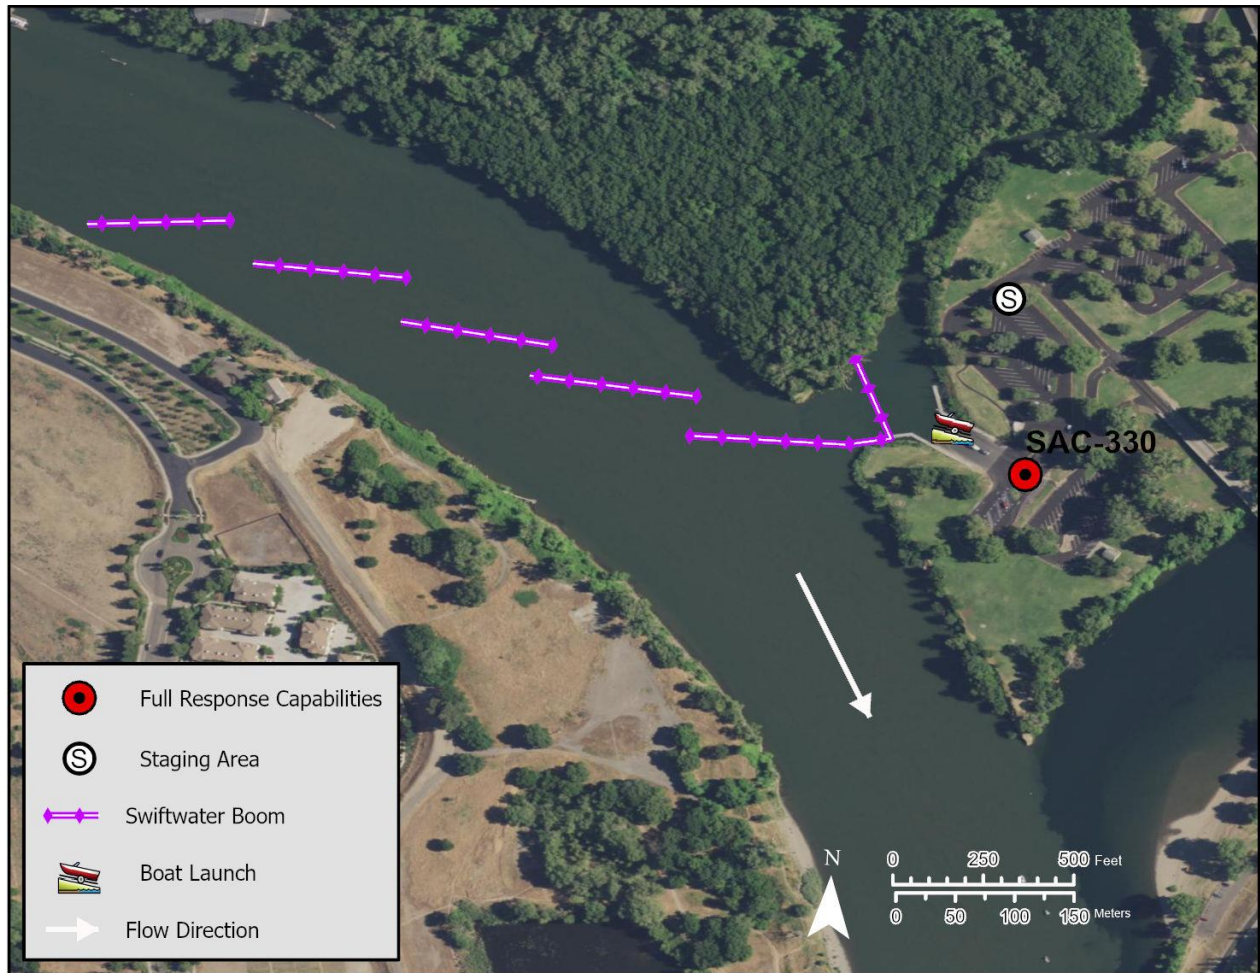 S
SAC-330
Full Response Capabilities
S Staging Area
Swiftwater Boom
Boat Launch
Flow Direction
N
0 250 500 Feet
0 50 100 150 Meters